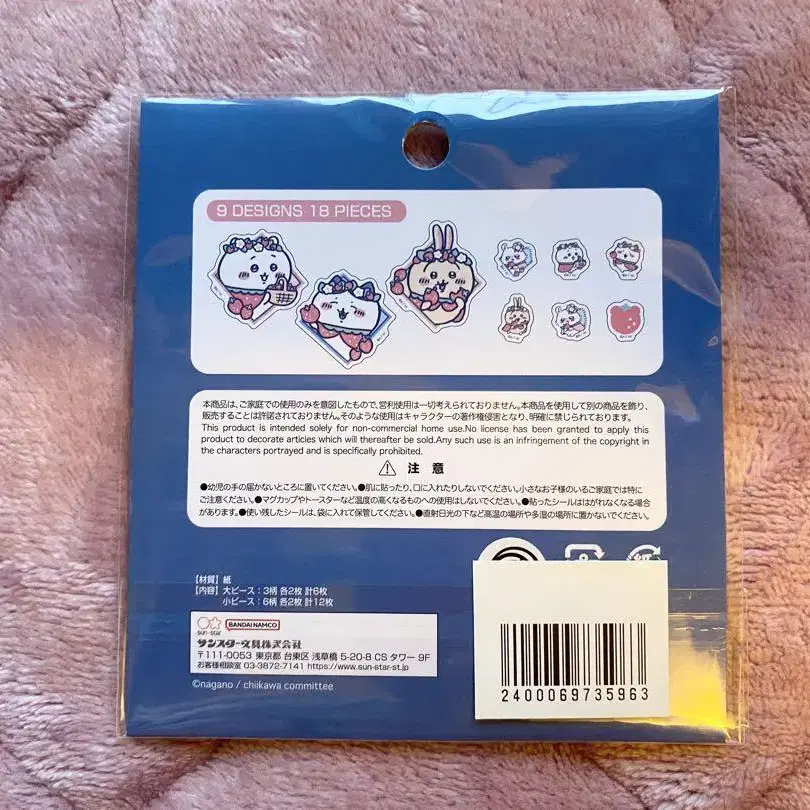 9 DESIGNS 18 PIECES
本商品は、ご家庭での使用のみを意図したもので、営利使用は一切考えられておりません。本商品を使用して別の商品を飾り、
販売することは許諾されておりません。そのような使用はキャラクターの著作権侵害となり、明確に禁じられております。
This product is intended solely for non-commercial home use.No license has been granted to apply this
product to decorate articles which will thereafter be sold.Any such use is an infringement of the copyright in
the characters portrayed and is specifically prohibited.
注意
●幼児の手の届かないところに置いてください。●肌に貼ったり、口に入れたりしないでください。小さなお子様のいるご家庭では特に
ご注意ください。●マグカップやトースターなど温度の高くなるものへの使用はしないでください。●貼ったシールははがれなくなる場合
があります。●使い残したシールは、袋に入れて保管してください。●直射日光の下など高温の場所や多湿の場所に置かないでください。
【材質】紙
【内容】大ピース：3柄 各2枚 計6枚
小ピース：6柄 各2枚 計12枚
sun-star
BANDAI NAMCO
サンスター文具株式会社
〒111-0053 東京都 台東区 浅草橋 5-20-8 CS タワー 9F
お客様相談室 03-3872-7141 https://www.sun-star-st.jp
©nagano / chiikawa committee
2400069735963